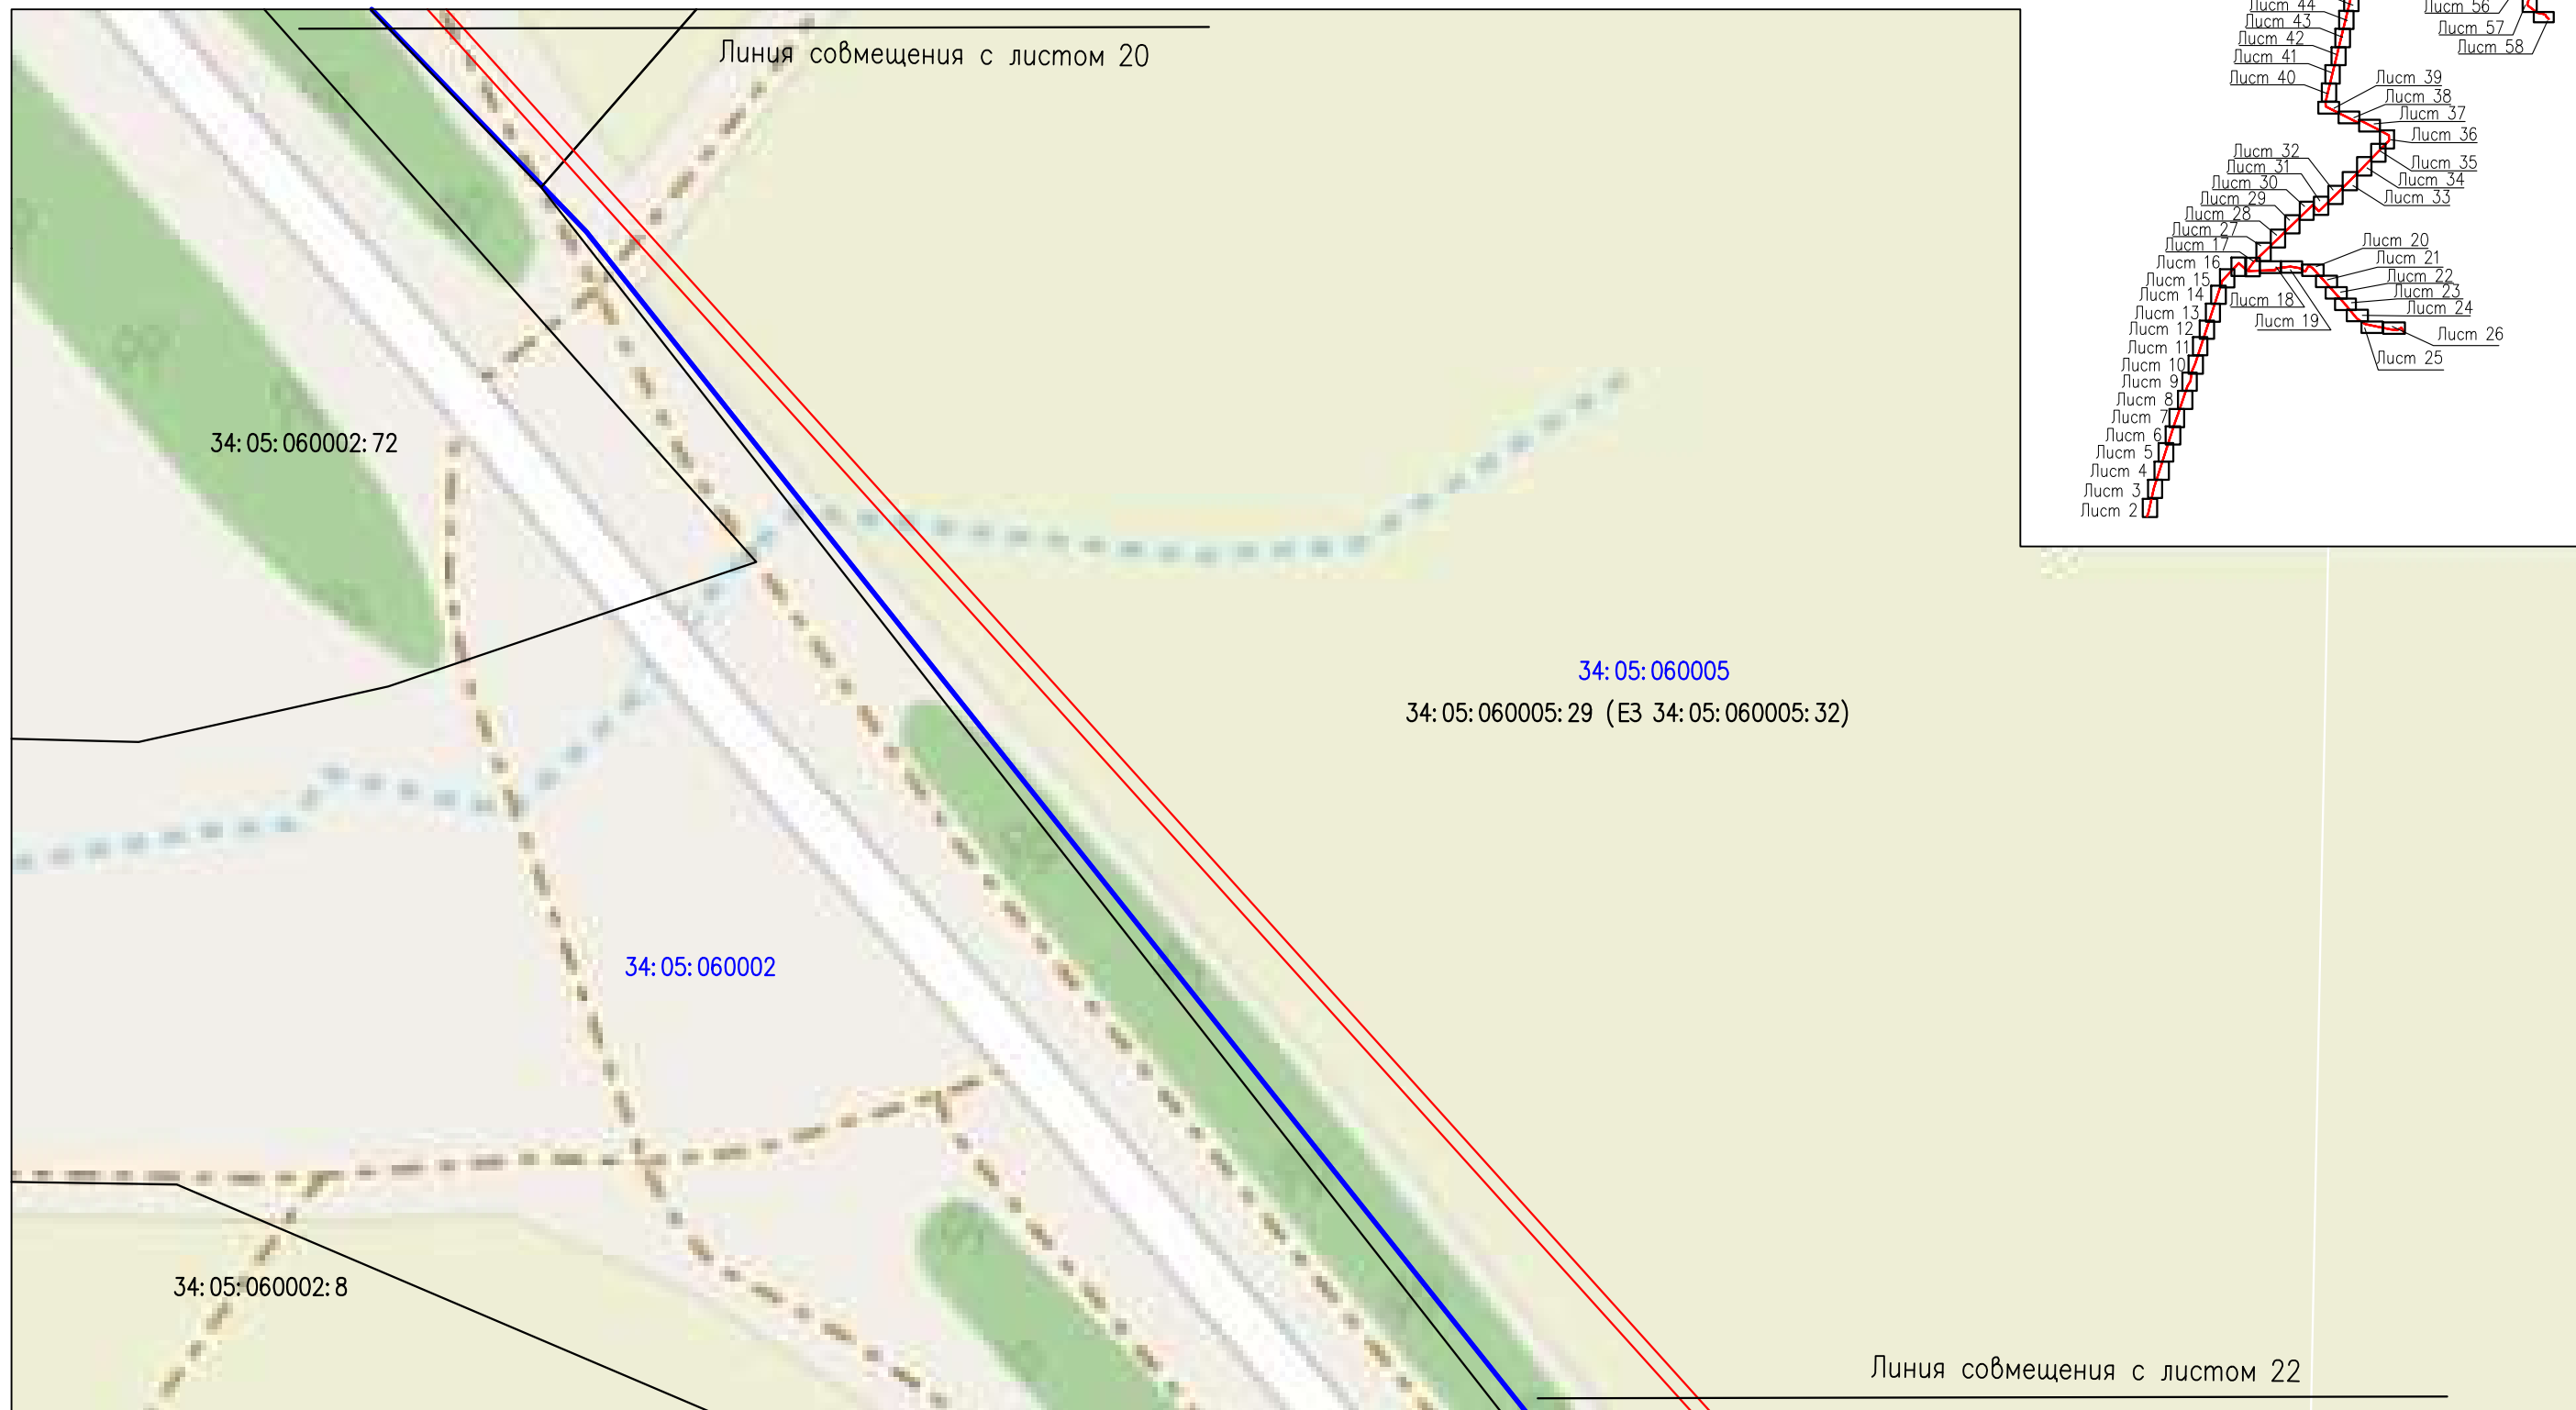 Линия совмещения с листом 20
34:05:060002:72
34:05:060005
34:05:060005:29 (ЕЗ 34:05:060005:32)
34:05:060002
34:05:060002:8
Линия совмещения с листом 22
Лист 44
Лист 43
Лист 42
Лист 41
Лист 40
Лист 56
Лист 57
Лист 58
Лист 39
Лист 38
Лист 37
Лист 36
Лист 35
Лист 34
Лист 33
Лист 32
Лист 31
Лист 30
Лист 29
Лист 28
Лист 27
Лист 17
Лист 16
Лист 15
Лист 14
Лист 13
Лист 12
Лист 11
Лист 10
Лист 9
Лист 8
Лист 7
Лист 6
Лист 5
Лист 4
Лист 3
Лист 2
Лист 18
Лист 19
Лист 20
Лист 21
Лист 22
Лист 23
Лист 24
Лист 26
Лист 25